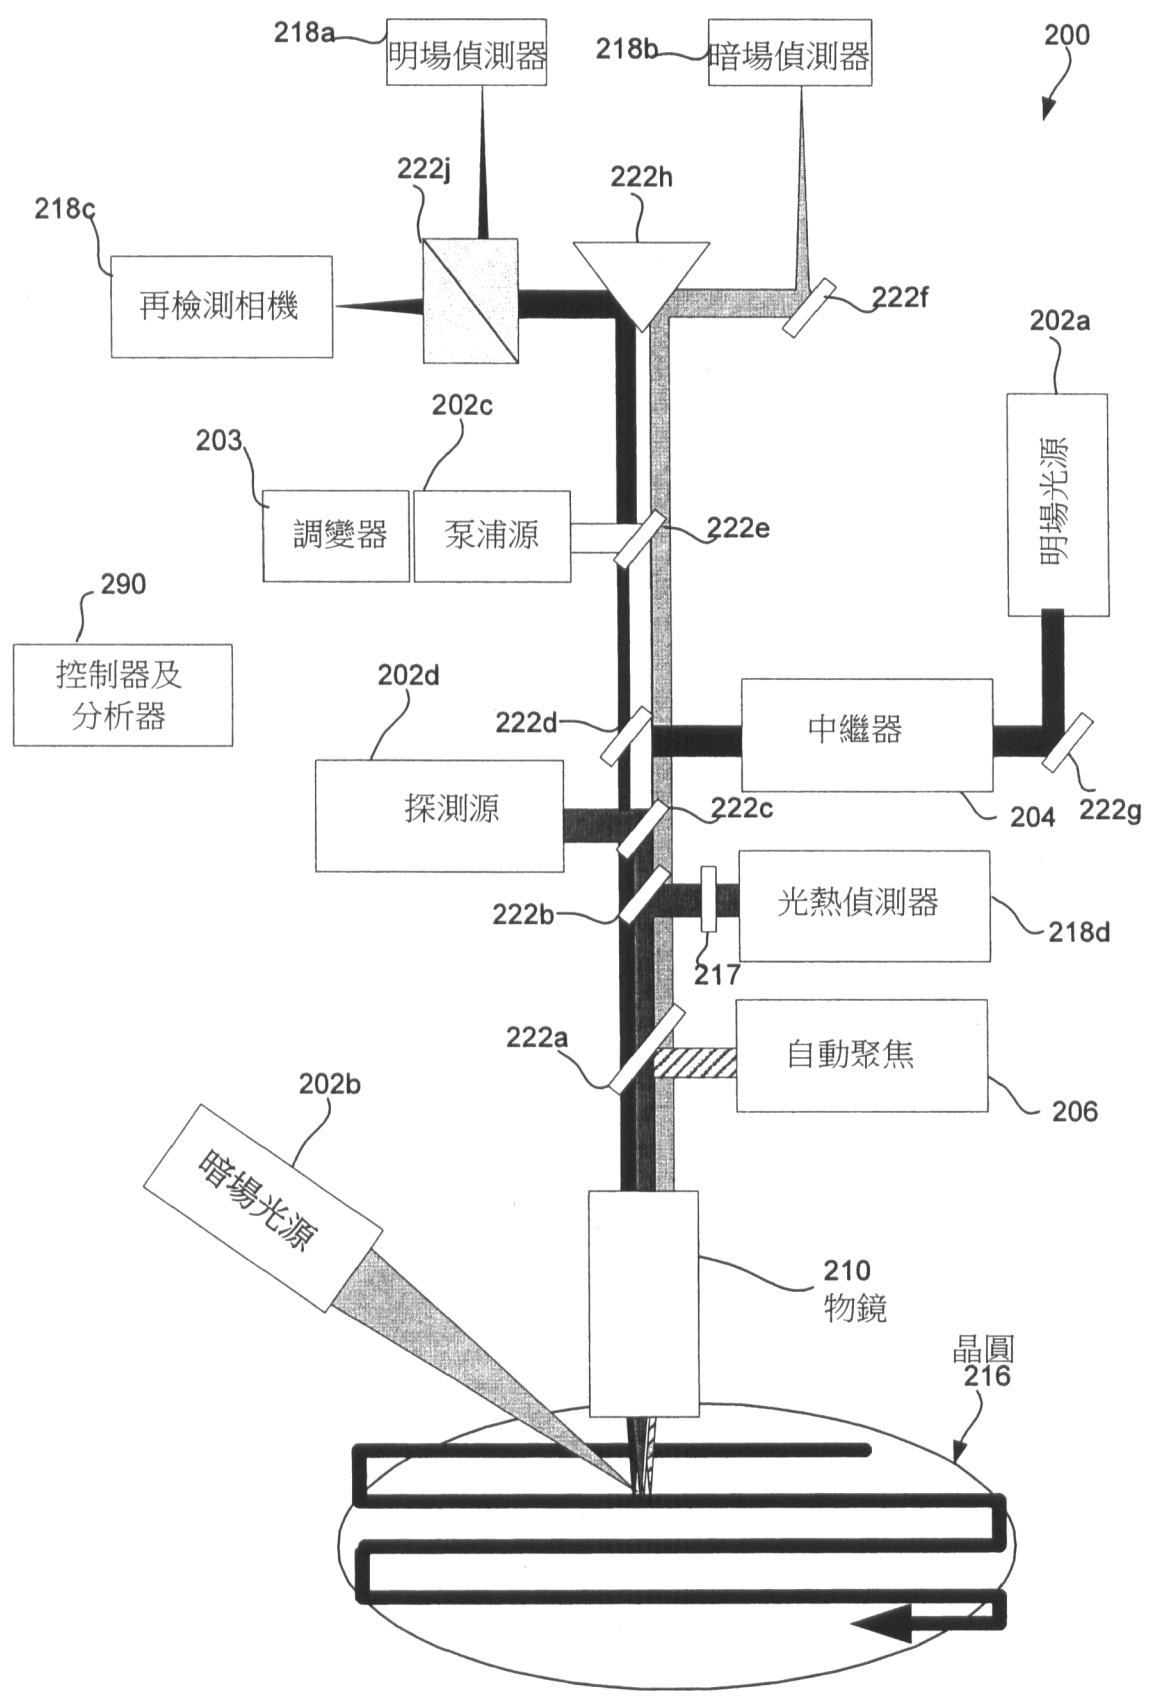 218a
明場偵測器
218b
暗場偵測器
200
222j
222h
218c
再檢測相機
222f
202a
明場光源
202c
203
調變器
泵浦源
222e
290
控制器及
分析器
202d
222d
中繼器
探測源
222c
204
222g
222b
光熱偵測器
217
218d
222a
自動聚焦
202b
206
暗場光源
210
物鏡
晶圓
216